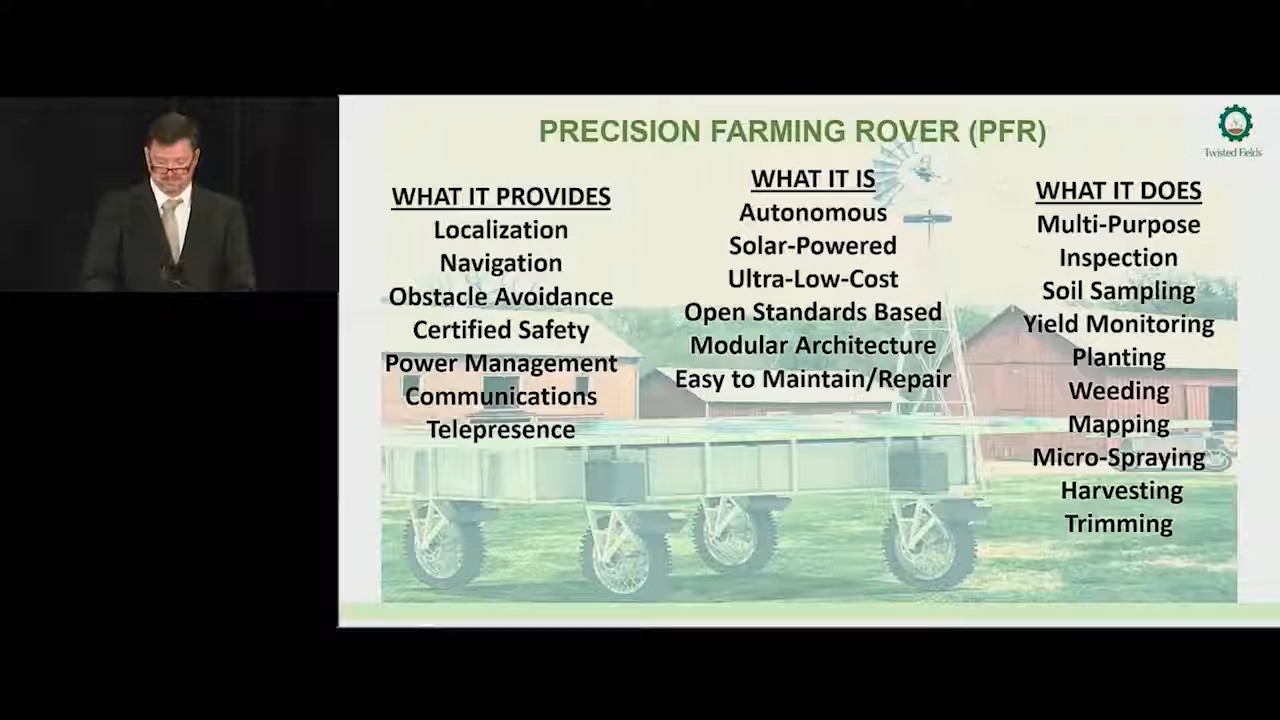 PRECISION FARMING ROVER (PFR)
Twisted Fields
WHAT IT PROVIDES
Localization
Navigation
Obstacle Avoidance
Certified Safety
Power Management
Communications
Telepresence
WHAT IT IS
Autonomous
Solar-Powered
Ultra-Low-Cost
Open Standards Based
Modular Architecture
Easy to Maintain/Repair
WHAT IT DOES
Multi-Purpose
Inspection
Soil Sampling
Yield Monitoring
Planting
Weeding
Mapping
Micro-Spraying
Harvesting
Trimming